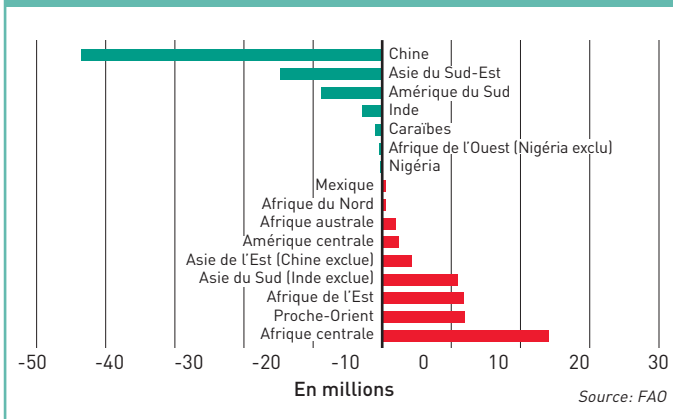 Chine
Asie du Sud-Est
Amérique du Sud
Inde
Caraïbes
Afrique de l’Ouest (Nigéria exclu)
Nigéria
Mexique
Afrique du Nord
Afrique australe
Amérique centrale
Asie de l’Est (Chine exclue)
Asie du Sud (Inde exclue)
Afrique de l’Est
Proche-Orient
Afrique centrale
-50 -40 -30 -20 -10 0 10 20 30
En millions
Source: FAO